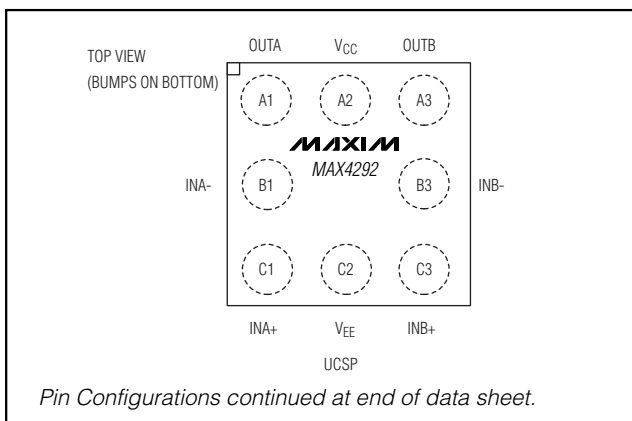 TOP VIEW
(BUMPS ON BOTTOM)
OUTA VCC OUTB
A1 A2 A3
MAXIM
MAX4292
INA- B1 B3 INB-
C1 C2 C3
INA+ VEE INB+
UCSP
Pin Configurations continued at end of data sheet.